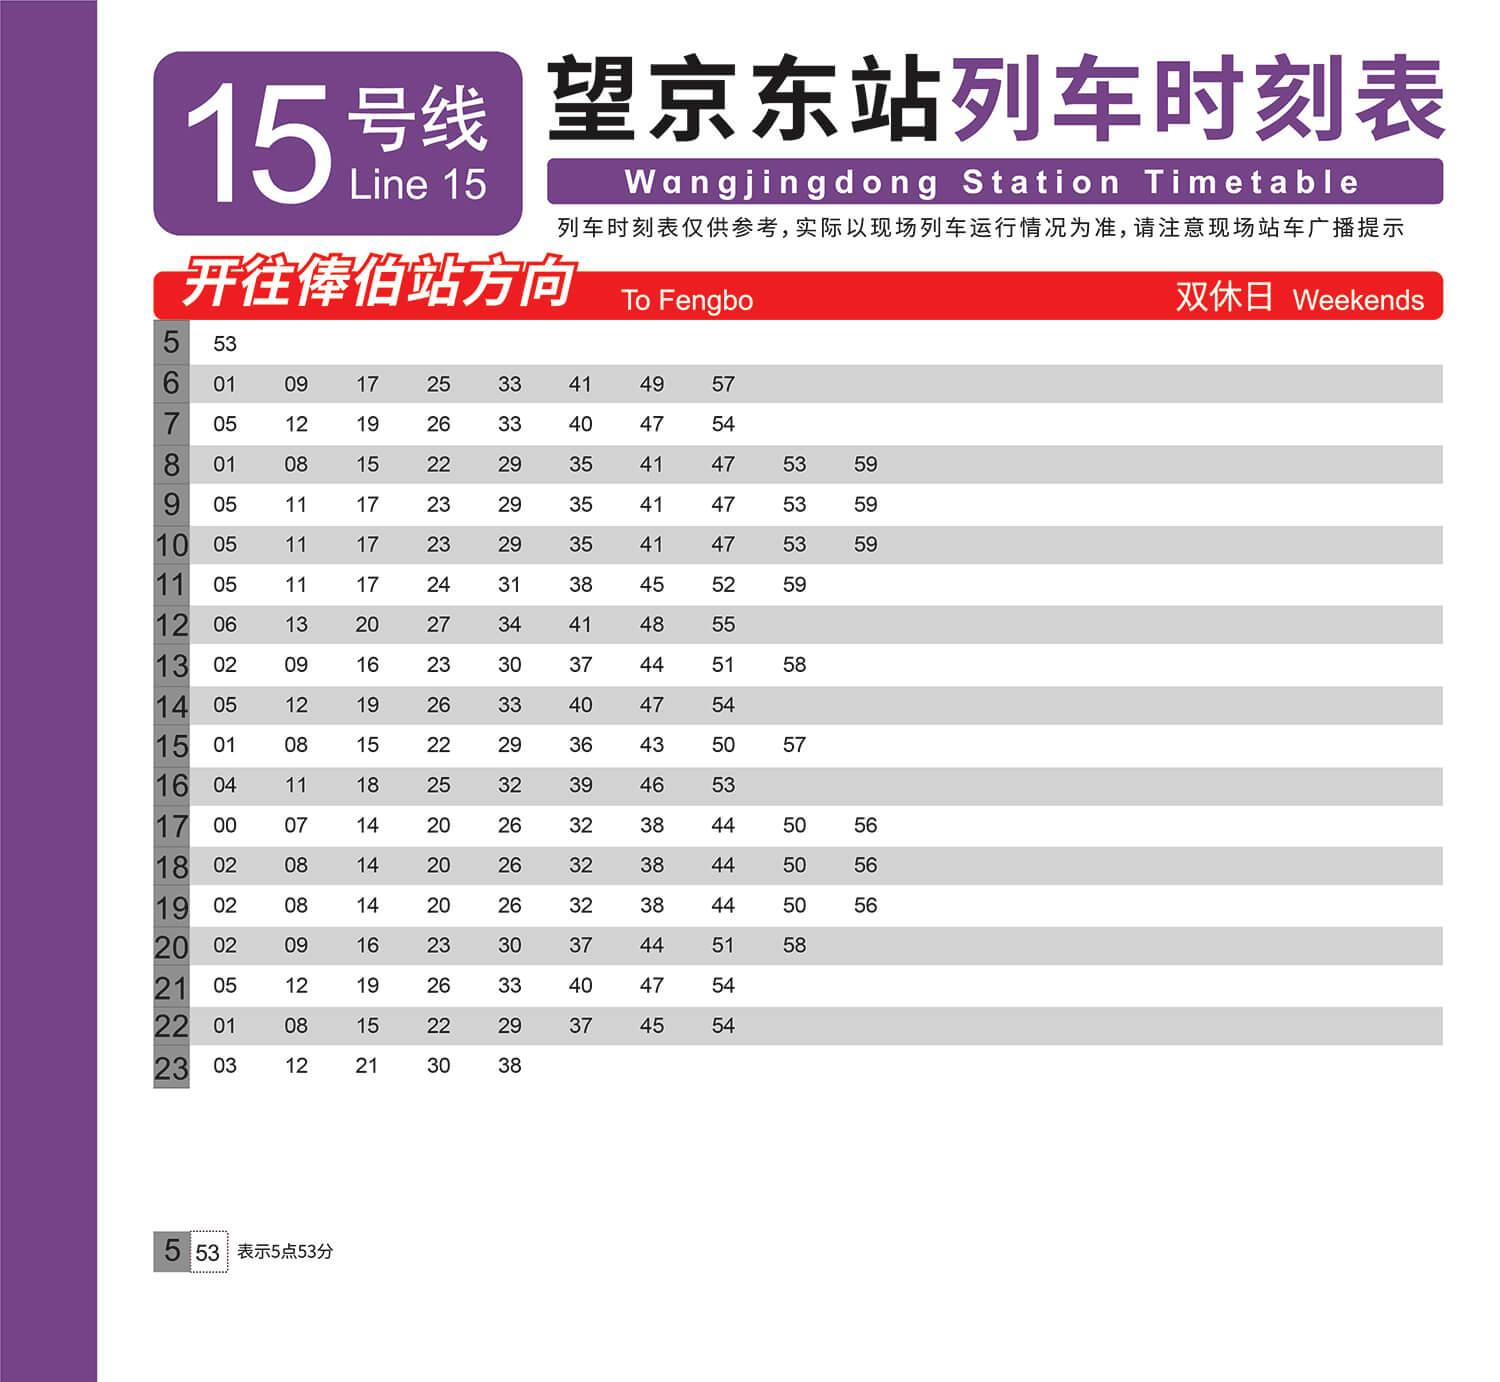 15号线
Line 15
望京东站列车时刻表
Wangjingdong Station Timetable
列车时刻表仅供参考,实际以现场列车运行情况为准,请注意现场站车广播提示
开往俸伯站方向 To Fengbo 双休日 Weekends
5 53
6 01 09 17 25 33 41 49 57
7 05 12 19 26 33 40 47 54
8 01 08 15 22 29 35 41 47 53 59
9 05 11 17 23 29 35 41 47 53 59
10 05 11 17 23 29 35 41 47 53 59
11 05 11 17 24 31 38 45 52 59
12 06 13 20 27 34 41 48 55
13 02 09 16 23 30 37 44 51 58
14 05 12 19 26 33 40 47 54
15 01 08 15 22 29 36 43 50 57
16 04 11 18 25 32 39 46 53
17 00 07 14 20 26 32 38 44 50 56
18 02 08 14 20 26 32 38 44 50 56
19 02 08 14 20 26 32 38 44 50 56
20 02 09 16 23 30 37 44 51 58
21 05 12 19 26 33 40 47 54
22 01 08 15 22 29 37 45 54
23 03 12 21 30 38
5 53 表示5点53分